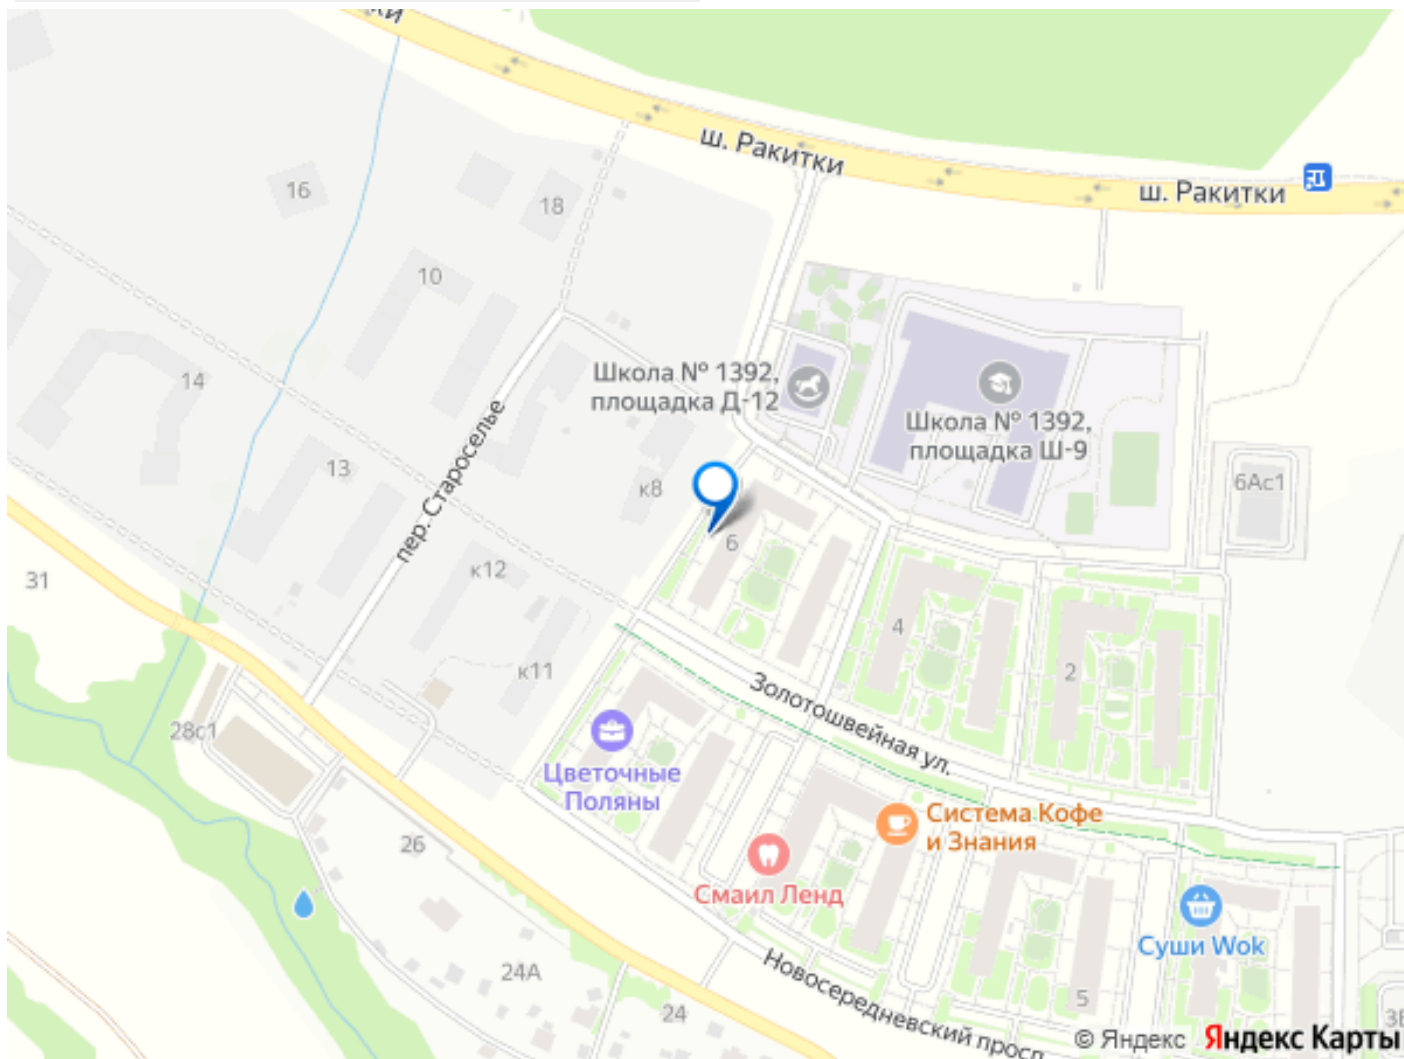 ки
ш. Ракитки
ш. Ракитки
16
18
10
Школа № 1392,
площадка Д-12
Школа № 1392,
площадка Ш-9
14
пер. Староселье
13
к8
6Ас1
6
31
к12
4
2
к11
Золотошвейная ул.
28с1
Цветочные
Поляны
Система Кофе
и Знания
26
Смаил Ленд
Суши Wok
24А
Новосередневский просп
5
24
© Яндекс Яндекс Карты